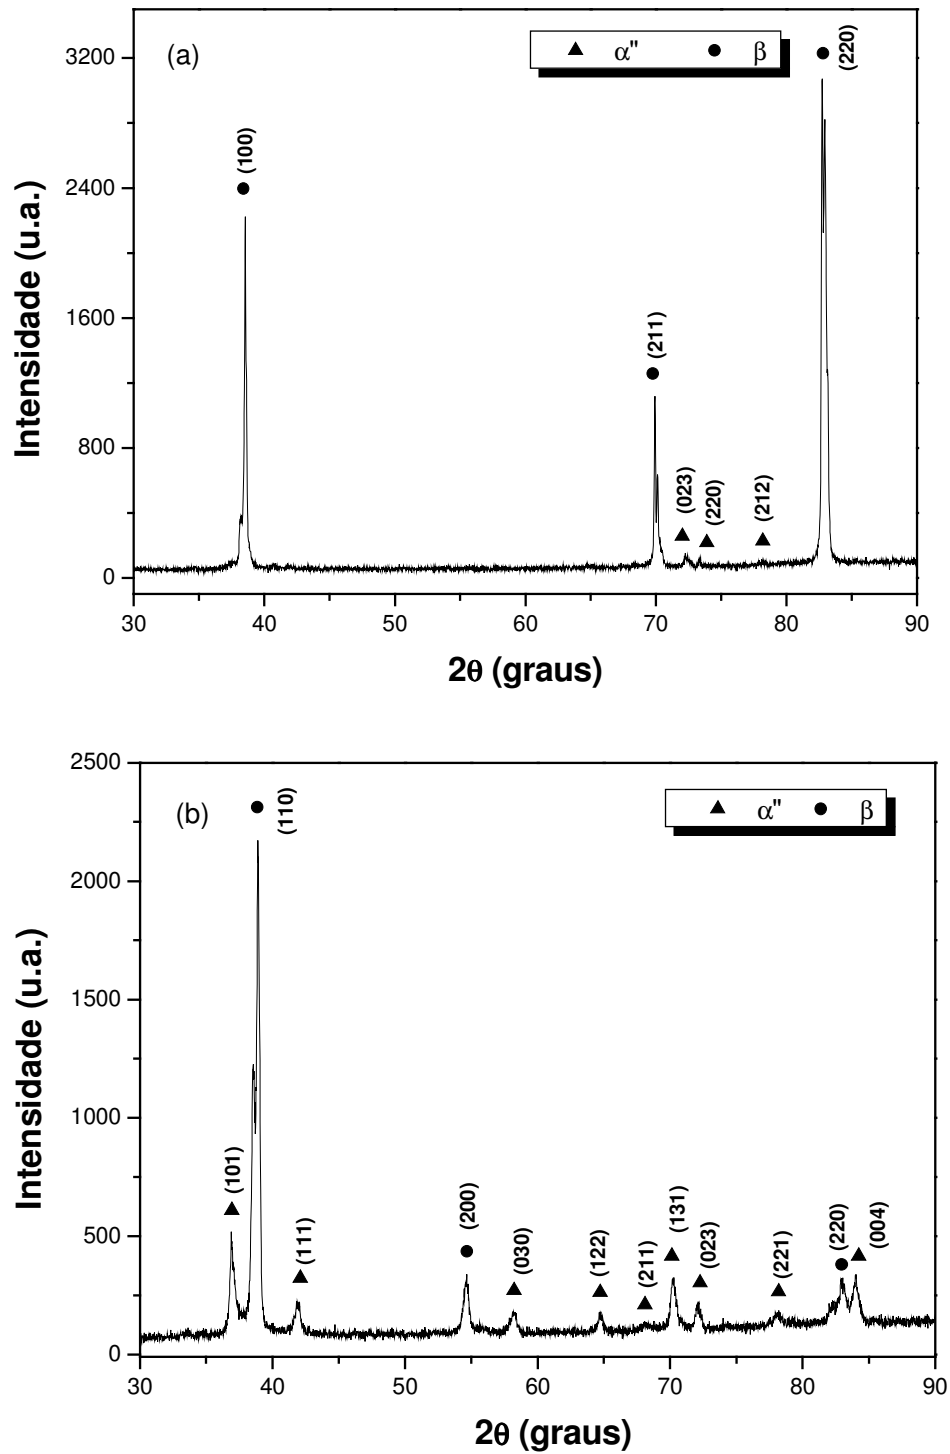 (a)
▲ α" ● β
(220)
(100)
(211)
(023)
(220)
(212)
3200
2400
1600
800
0
Intensidade (u.a.)
30 40 50 60 70 80 90
2θ (graus)
(b)
▲ α" ● β
(110)
(101)
(111)
(200)
(030)
(122)
(211)
(131)
(023)
(221)
(220)
(004)
2500
2000
1500
1000
500
0
Intensidade (u.a.)
30 40 50 60 70 80 90
2θ (graus)